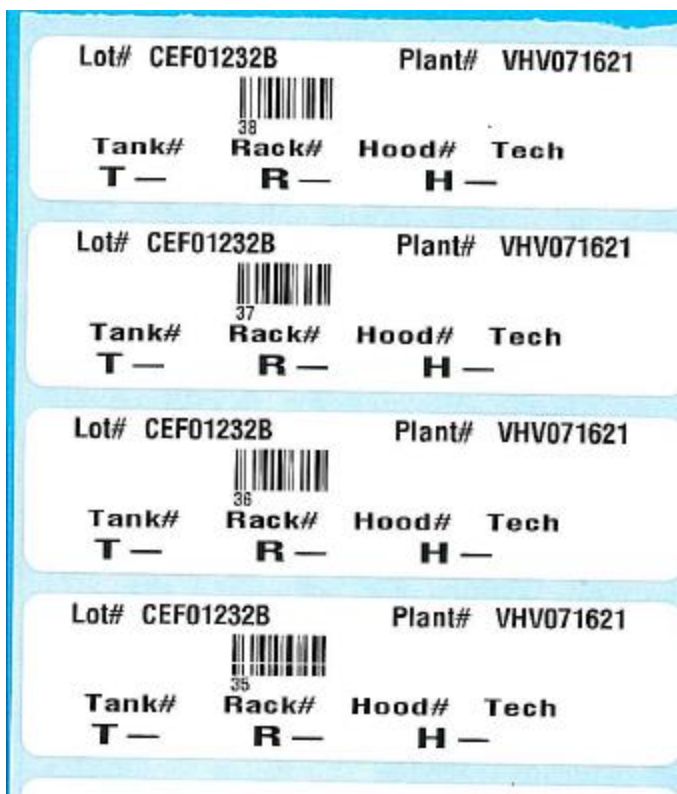 Lot# CEF01232B Plant# VHV071621
38
Tank# Rack# Hood# Tech
T — R — H —
Lot# CEF01232B Plant# VHV071621
37
Tank# Rack# Hood# Tech
T — R — H —
Lot# CEF01232B Plant# VHV071621
36
Tank# Rack# Hood# Tech
T — R — H —
Lot# CEF01232B Plant# VHV071621
35
Tank# Rack# Hood# Tech
T — R — H —